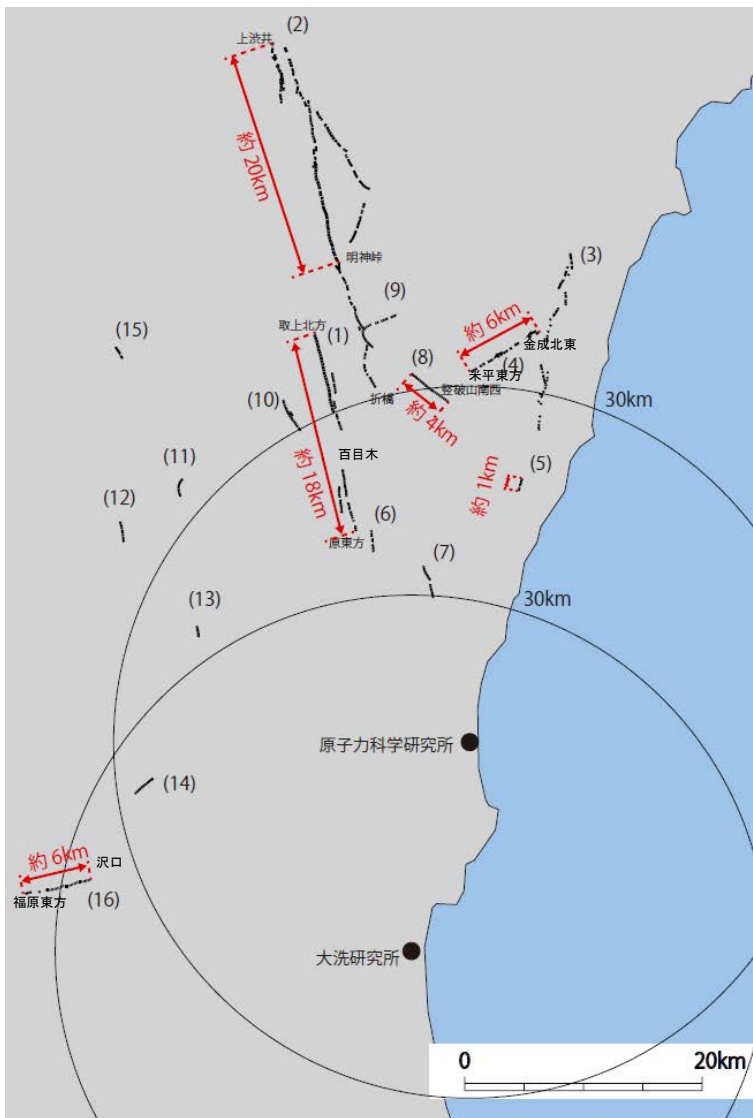 (2)
上渋井
約 20km
明神峠
(3)
(9)
約 6km
金成北東
取上北方
(1)
(15)
(8)
(4)
釆平東方
竪破山南西
折橋
約 4km
30km
(10)
百目木
約 18km
(11)
約 1km
(5)
(12)
(6)
原東方
(7)
30km
(13)
原子力科学研究所
(14)
約 6km
沢口
福原東方
(16)
大洗研究所
0
20km